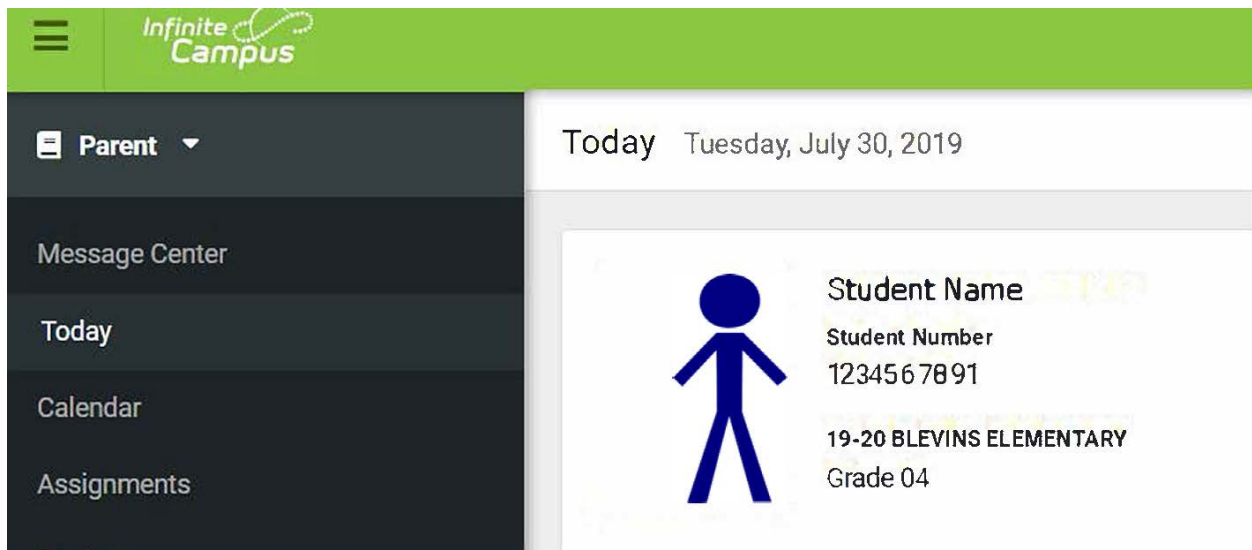 Infinite
Campus
Parent
Today Tuesday, July 30, 2019
Message Center
Today
Calendar
Assignments
Student Name
Student Number
1234567891
19-20 BLEVINS ELEMENTARY
Grade 04